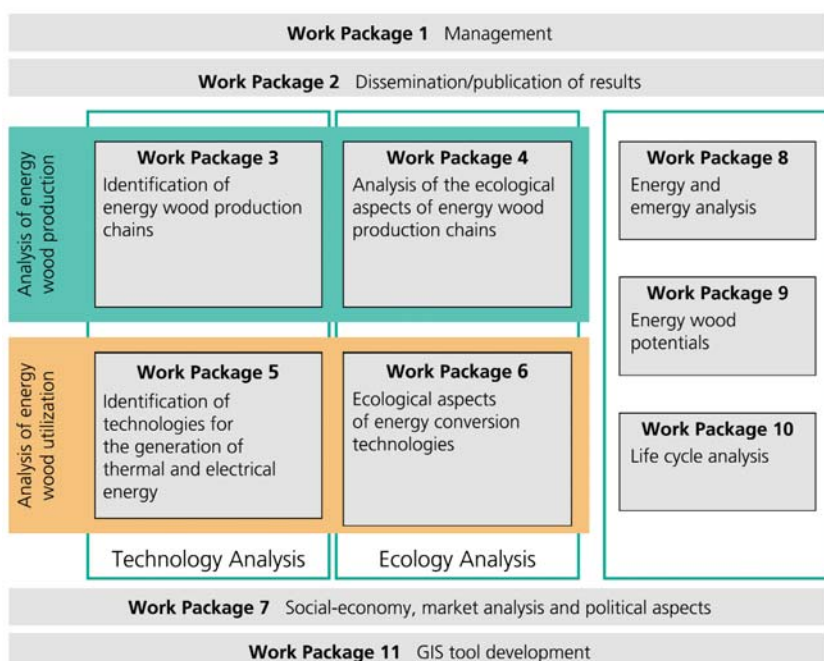 Work Package 1 Management
Work Package 2 Dissemination/publication of results
Analysis of energy
wood production
Work Package 3
Identification of
energy wood production
chains
Work Package 4
Analysis of the ecological
aspects of energy wood
production chains
Work Package 8
Energy and
emergy analysis
Work Package 9
Energy wood
potentials
Analysis of energy
wood utilization
Work Package 5
Identification of
technologies for
the generation of
thermal and electrical
energy
Work Package 6
Ecological aspects
of energy conversion
technologies
Work Package 10
Life cycle analysis
Technology Analysis
Ecology Analysis
Work Package 7 Social-economy, market analysis and political aspects
Work Package 11 GIS tool development